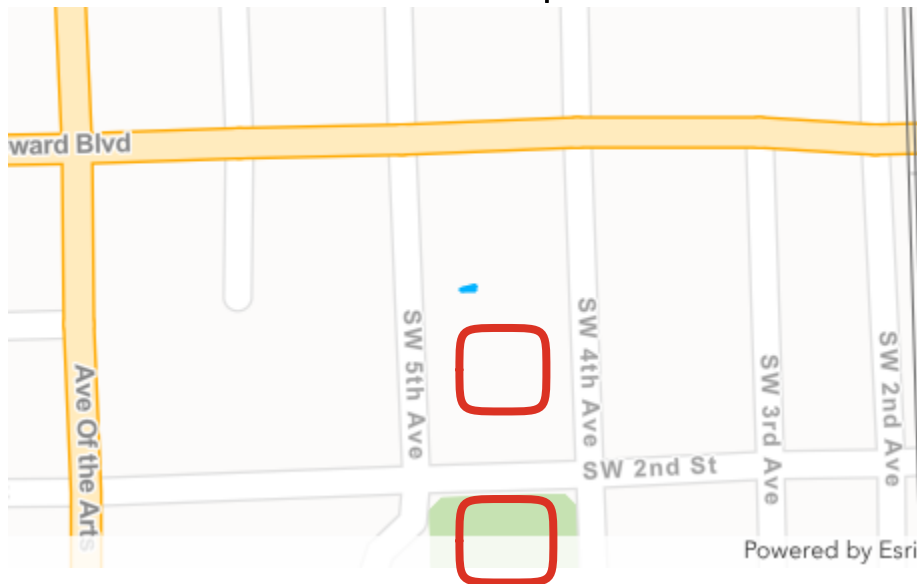 ward Blvd
SW 5th Ave
SW 4th Ave
SW 3rd Ave
SW 2nd Ave
Ave Of the Arts
SW 2nd St
Powered by Esri